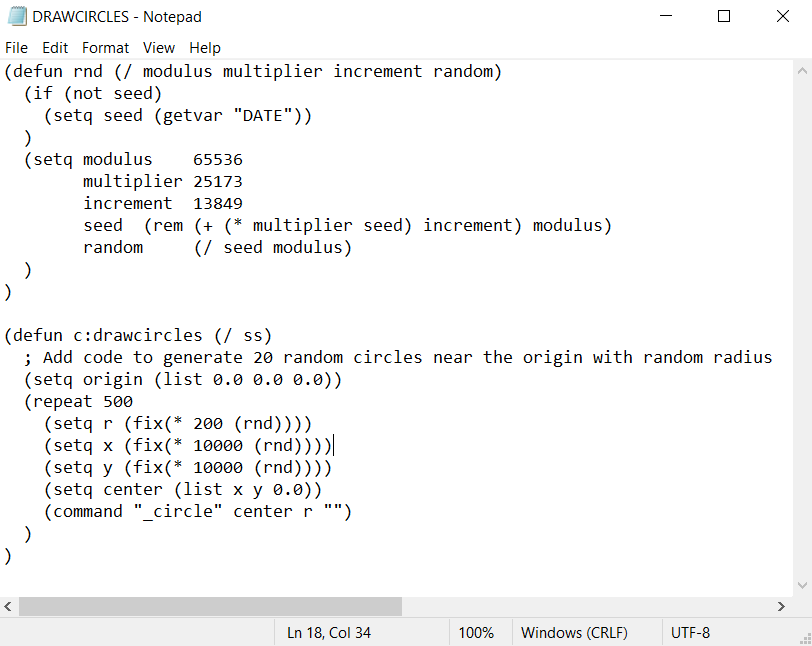 DRAWCIRCLES - Notepad
File Edit Format View Help
(defun rnd (/ modulus multiplier increment random)
  (if (not seed)
    (setq seed (getvar "DATE"))
  )
  (setq modulus    65536
        multiplier 25173
        increment  13849
        seed  (rem (+ (* multiplier seed) increment) modulus)
        random     (/ seed modulus)
  )
)

(defun c:drawcircles (/ ss)
  ; Add code to generate 20 random circles near the origin with random radius
  (setq origin (list 0.0 0.0 0.0))
  (repeat 500
    (setq r (fix(* 200 (rnd))))
    (setq x (fix(* 10000 (rnd))))
    (setq y (fix(* 10000 (rnd))))
    (setq center (list x y 0.0))
    (command "_circle" center r "")
  )
)
Ln 18, Col 34 100% Windows (CRLF) UTF-8